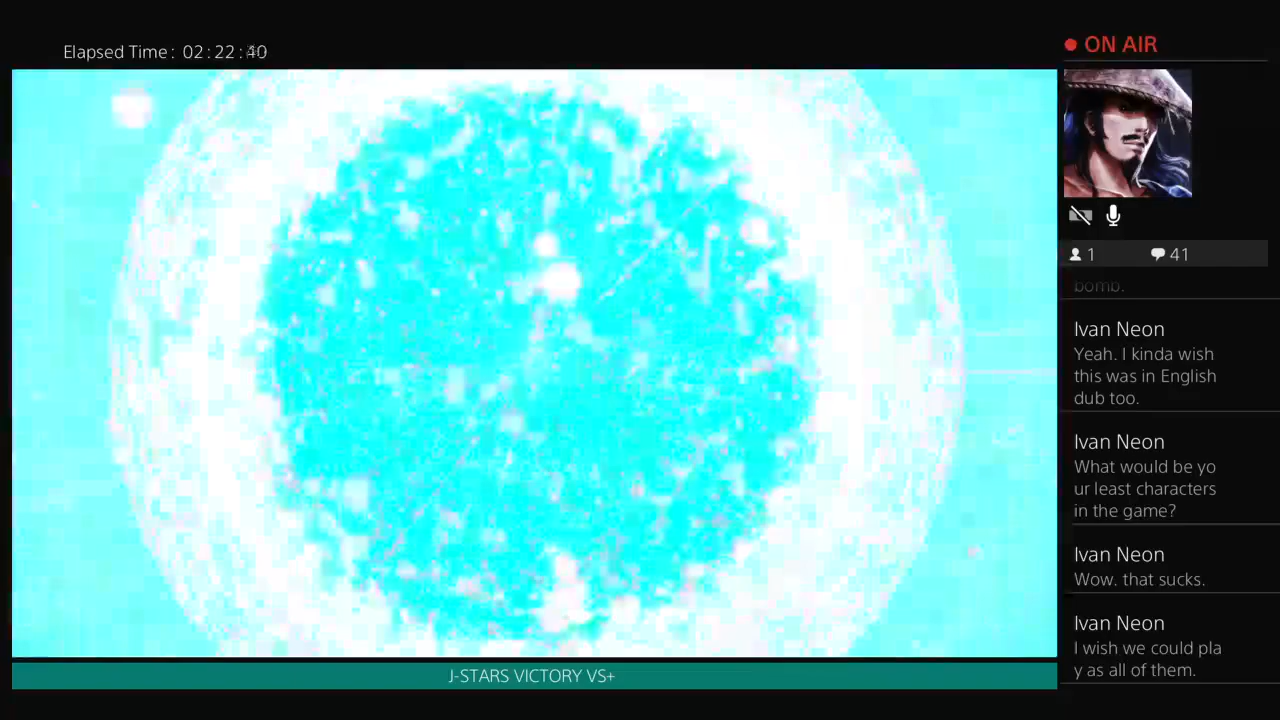 Elapsed Time: 02:22:40
ON AIR
1 41
bomb.
Ivan Neon
Yeah. I kinda wish
this was in English
dub too.
Ivan Neon
What would be yo
ur least characters
in the game?
Ivan Neon
Wow. that sucks.
Ivan Neon
I wish we could pla
y as all of them.
J-STARS VICTORY VS+